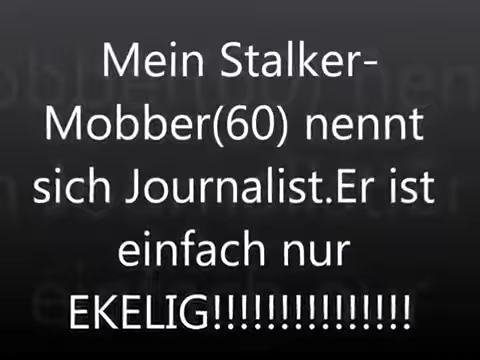 Mein Stalker-
Mobber(60) nennt
sich Journalist.Er ist
einfach nur
EKELIG!!!!!!!!!!!!!!!